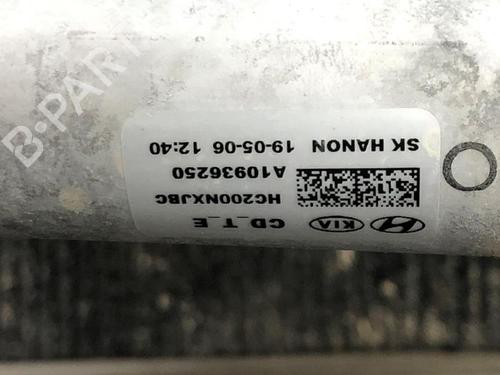 CD_T_E KIA
HC200NXJBC
A10936250
SK HANON 19-05-06 12:40
B-PARTS